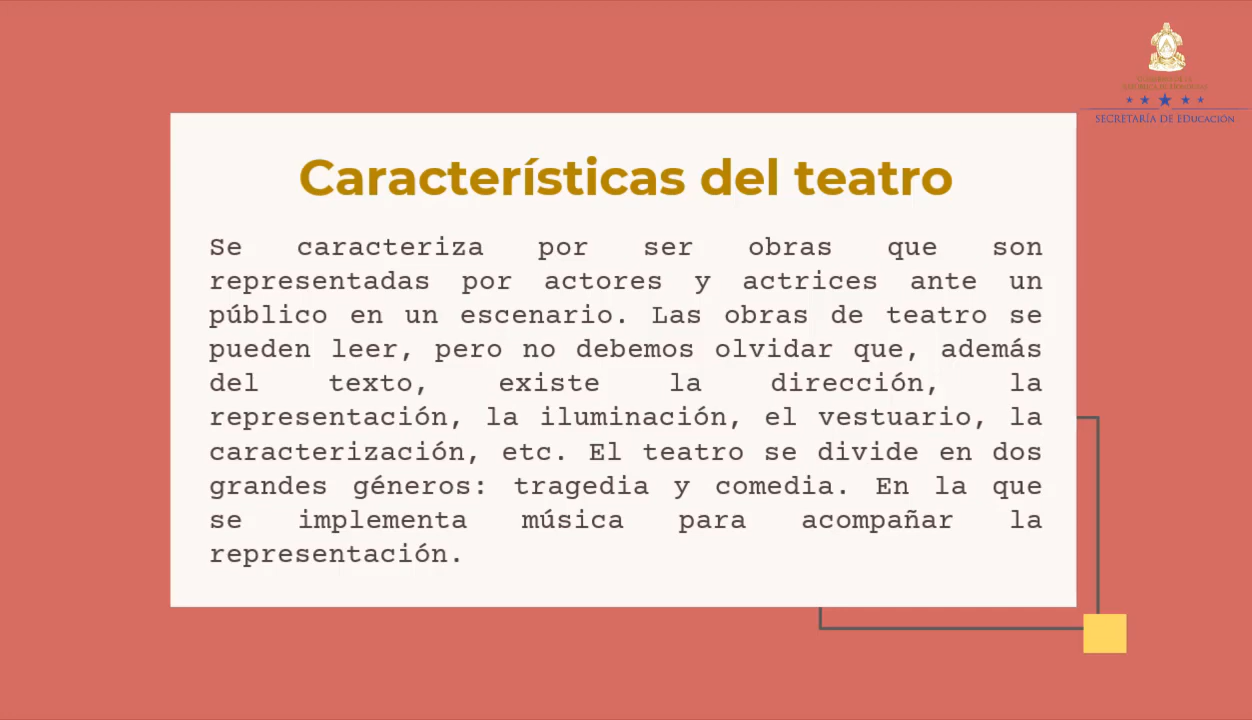 SECRETARÍA DE EDUCACIÓN
Características del teatro
Se caracteriza por ser obras que son
representadas por actores y actrices ante un
público en un escenario. Las obras de teatro se
pueden leer, pero no debemos olvidar que, además
del texto, existe la dirección, la
representación, la iluminación, el vestuario, la
caracterización, etc. El teatro se divide en dos
grandes géneros: tragedia y comedia. En la que
se implementa música para acompañar la
representación.